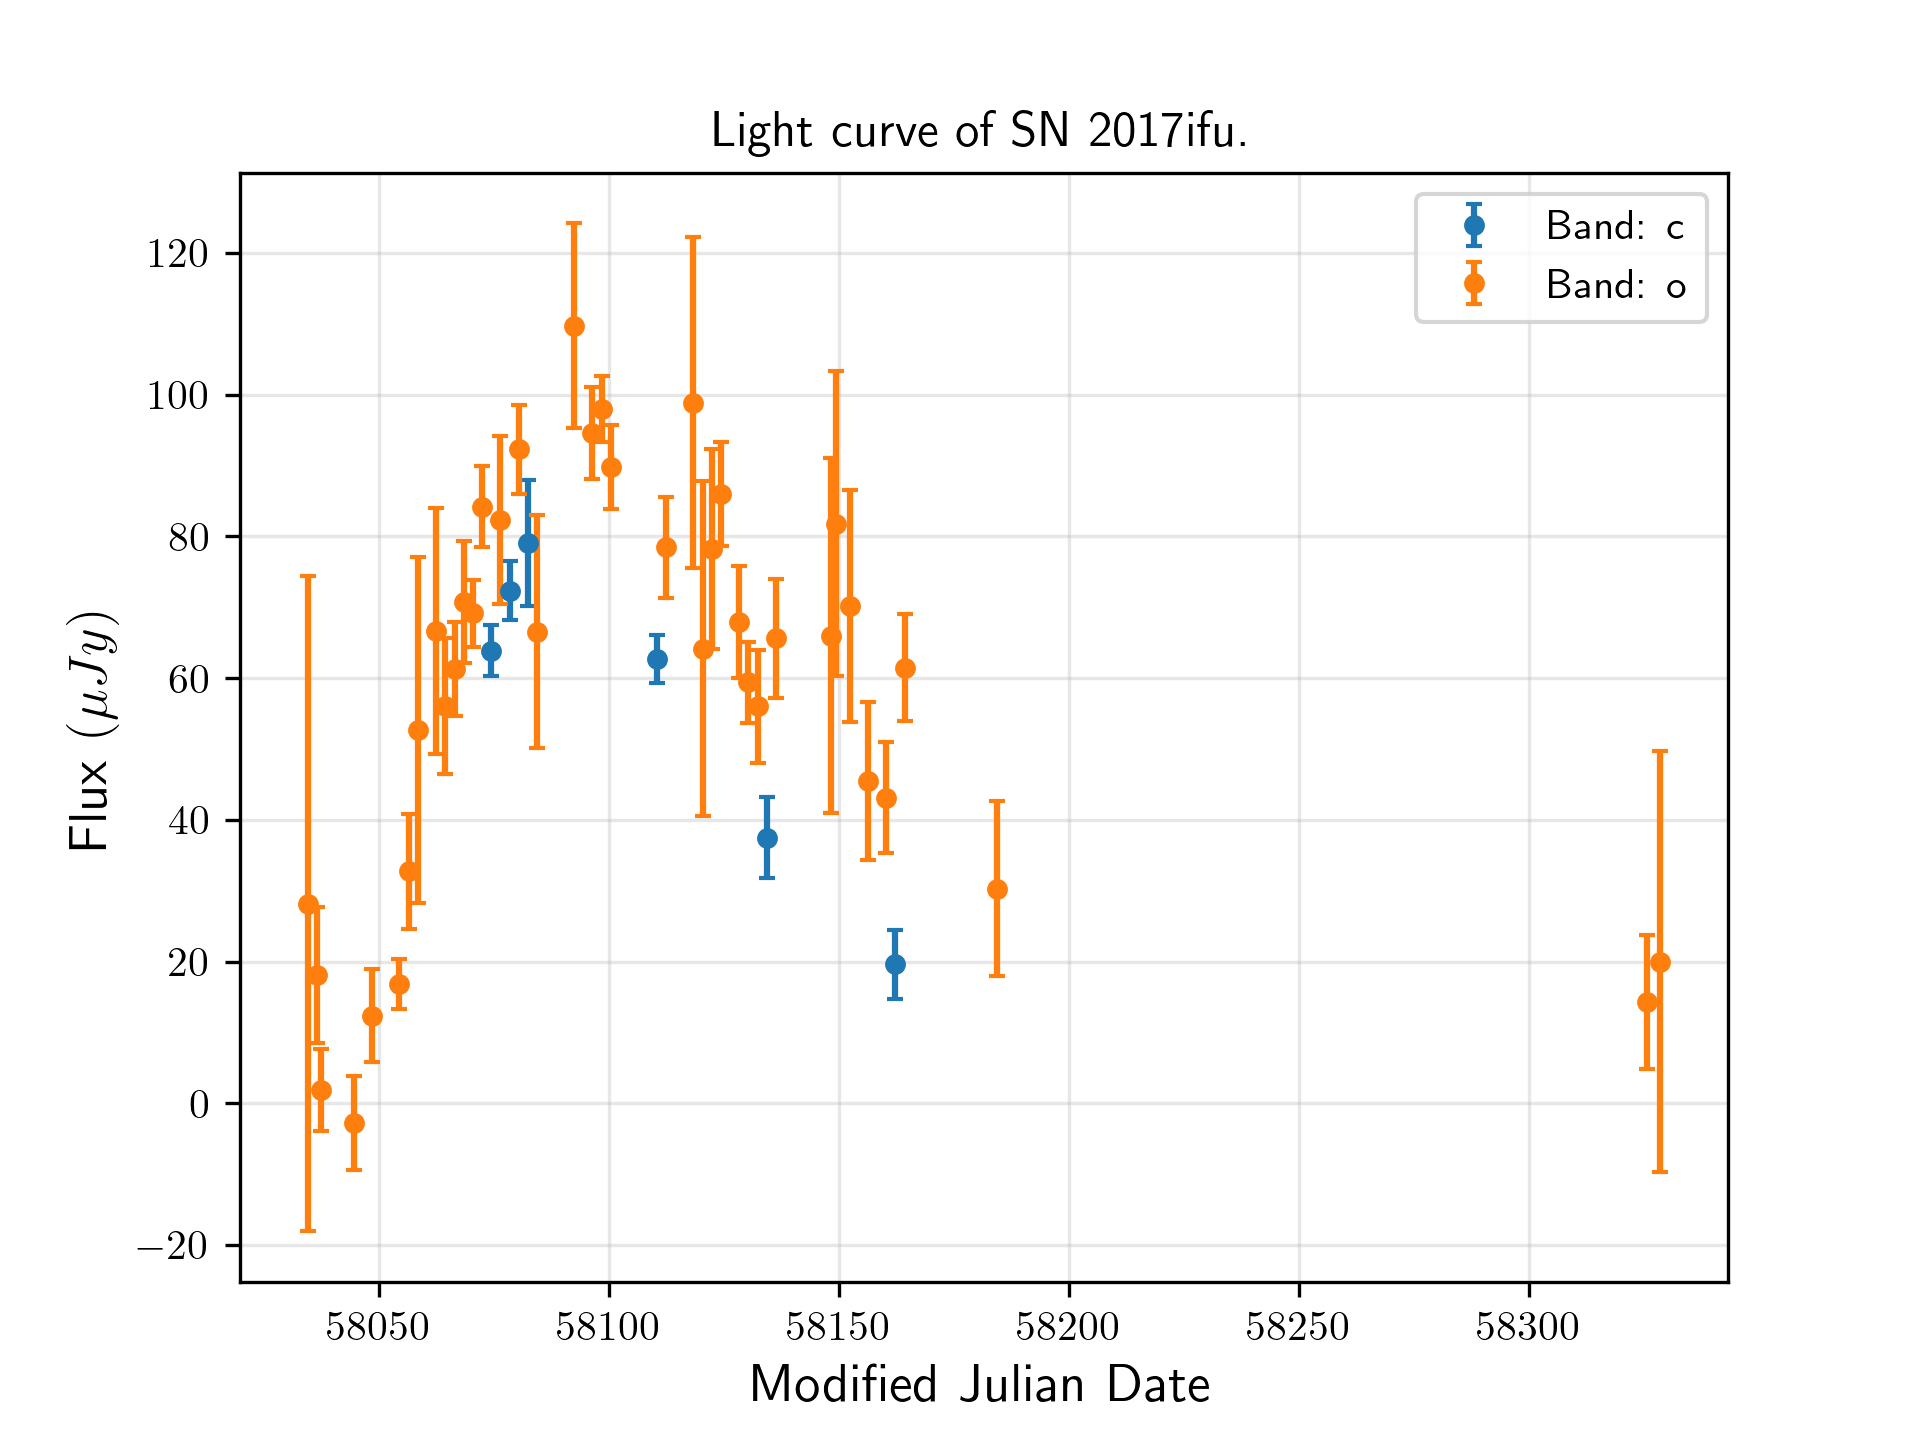 Light curve of SN 2017ifu.
Band: c
Band: o
120
100
80
60
40
20
0
−20
Flux (μJy)
58050 58100 58150 58200 58250 58300
Modified Julian Date